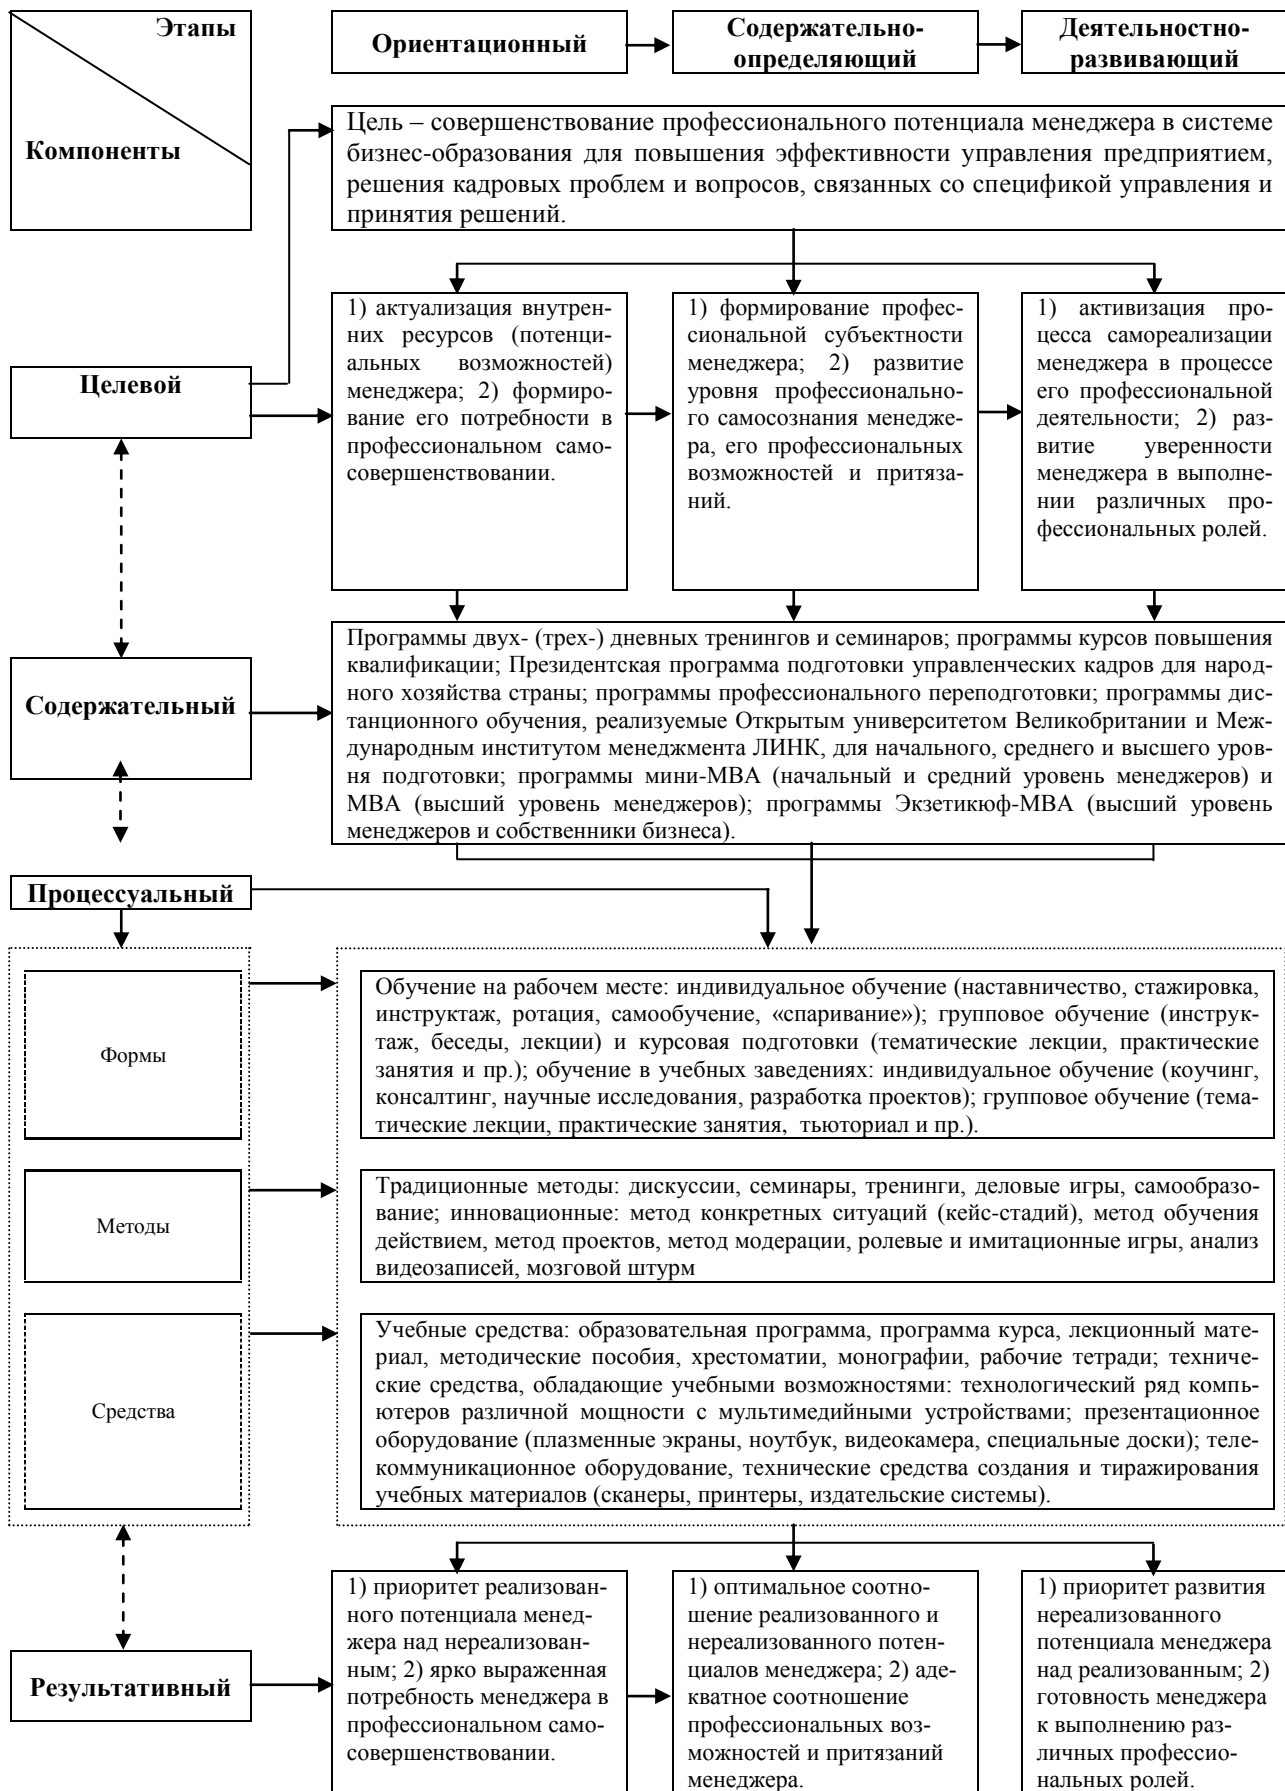 Этапы
Компоненты
Ориентационный
Содержательно-
определяющий
Деятельностно-
развивающий
Цель – совершенствование профессионального потенциала менеджера в системе
бизнес-образования для повышения эффективности управления предприятием,
решения кадровых проблем и вопросов, связанных со спецификой управления и
принятия решений.
Целевой
1) актуализация внутрен-
них ресурсов (потенци-
альных возможностей)
менеджера; 2) формиро-
вание его потребности в
профессиональном само-
совершенствовании.
1) формирование профес-
сиональной субъектности
менеджера; 2) развитие
уровня профессионально-
го самосознания менедже-
ра, его профессиональных
возможностей и притяза-
ний.
1) активизация про-
цесса самореализации
менеджера в процессе
его профессиональной
деятельности; 2) раз-
витие уверенности
менеджера в выполне-
нии различных про-
фессиональных ролей.
Содержательный
Программы двух- (трех-) дневных тренингов и семинаров; программы курсов повышения
квалификации; Президентская программа подготовки управленческих кадров для народ-
ного хозяйства страны; программы профессионального переподготовки; программы дис-
танционного обучения, реализуемые Открытым университетом Великобритании и Меж-
дународным институтом менеджмента ЛИНК, для начального, среднего и высшего уров-
ня подготовки; программы мини-МВА (начальный и средний уровень менеджеров) и
МВА (высший уровень менеджеров); программы Экзетикюф-МВА (высший уровень
менеджеров и собственники бизнеса).
Процессуальный
Формы
Обучение на рабочем месте: индивидуальное обучение (наставничество, стажировка,
инструктаж, ротация, самообучение, «спаривание»); групповое обучение (инструк-
таж, беседы, лекции) и курсовая подготовки (тематические лекции, практические
занятия и пр.); обучение в учебных заведениях: индивидуальное обучение (коучинг,
консалтинг, научные исследования, разработка проектов); групповое обучение (тема-
тические лекции, практические занятия, тьюториал и пр.).
Методы
Традиционные методы: дискуссии, семинары, тренинги, деловые игры, самообразо-
вание; инновационные: метод конкретных ситуаций (кейс-стадий), метод обучения
действием, метод проектов, метод модерации, ролевые и имитационные игры, анализ
видеозаписей, мозговой штурм
Средства
Учебные средства: образовательная программа, программа курса, лекционный мате-
риал, методические пособия, хрестоматии, монографии, рабочие тетради; техниче-
ские средства, обладающие учебными возможностями: технологический ряд компь-
ютеров различной мощности с мультимедийными устройствами; презентационное
оборудование (плазменные экраны, ноутбук, видеокамера, специальные доски); теле-
коммуникационное оборудование, технические средства создания и тиражирования
учебных материалов (сканеры, принтеры, издательские системы).
Результативный
1) приоритет реализован-
ного потенциала менед-
жера над нереализован-
ным; 2) ярко выраженная
потребность менеджера в
профессиональном само-
совершенствовании.
1) оптимальное соотно-
шение реализованного и
нереализованного потен-
циалов менеджера; 2) аде-
кватное соотношение
профессиональных воз-
можностей и притязаний
менеджера.
1) приоритет развития
нереализованного
потенциала менеджера
над реализованным; 2)
готовность менеджера
к выполнению раз-
личных профессио-
нальных ролей.